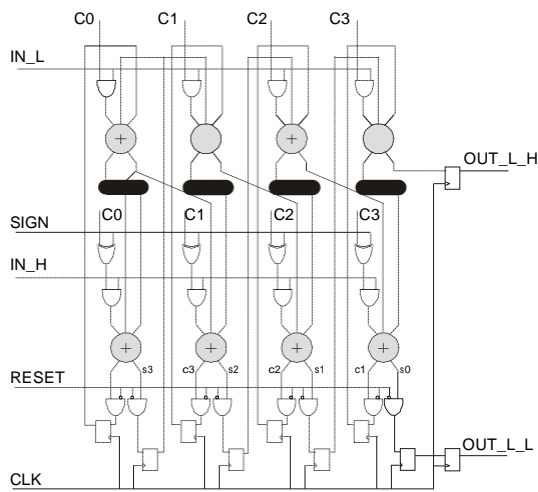 C0 C1 C2 C3
IN_L
+ +
OUT_L_H
C0 C1 C2 C3
SIGN
IN_H
+ + + +
s3 c3 s2 c2 s1 c1 s0
RESET
OUT_L_L
CLK